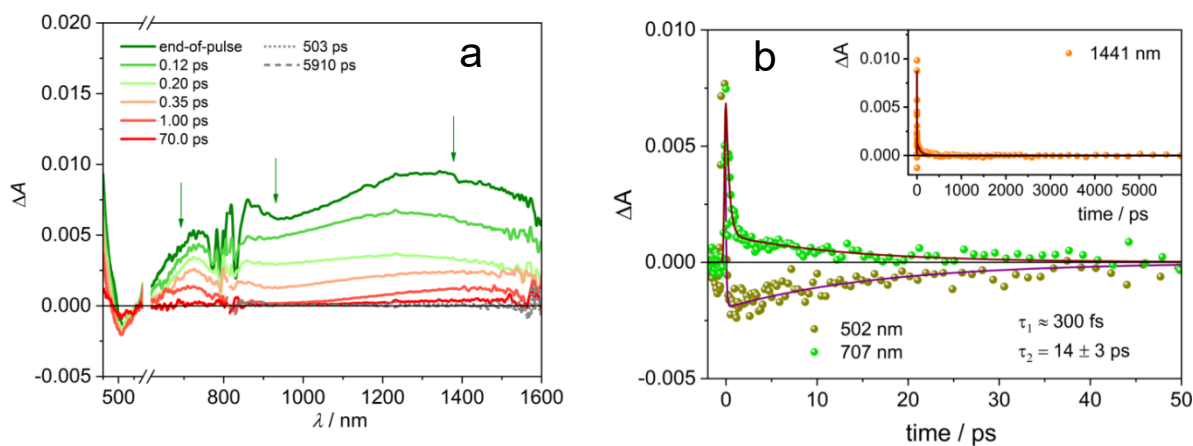 a
end-of-pulse
0.12 ps
0.20 ps
0.35 ps
1.00 ps
70.0 ps
503 ps
5910 ps
0.020
0.015
0.010
0.005
0.000
-0.005
ΔA
500 800 1000 1200 1400 1600
λ / nm
b
0.010
0.005
0.000
-0.005
ΔA
0 10 20 30 40 50
time / ps
502 nm
707 nm
τ₁ ≈ 300 fs
τ₂ = 14 ± 3 ps
1441 nm
0.010
0.005
0.000
ΔA
0 1000 2000 3000 4000 5000
time / ps